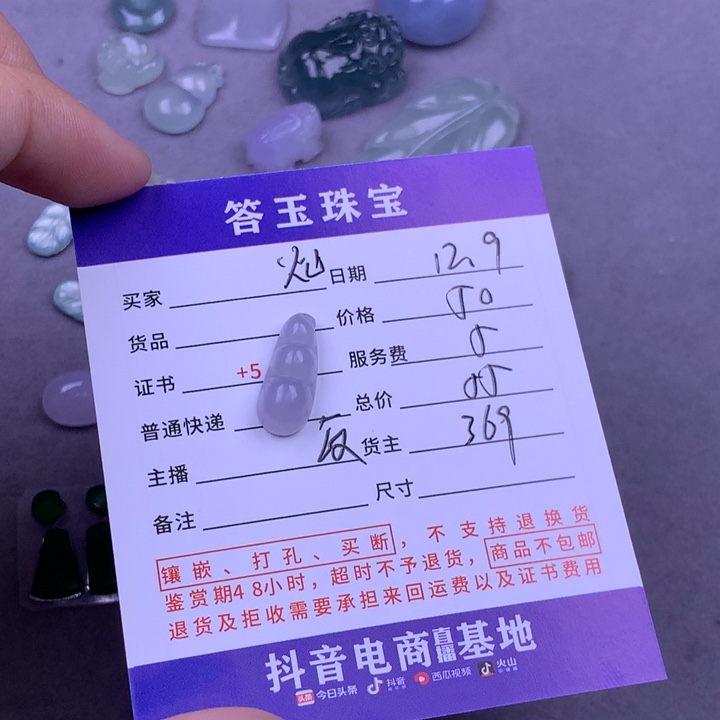 答玉珠宝
买家 日期 12.9
货品 价格 50
证书 +5 服务费 5
普通快递 总价 55
主播 货主 369
备注 尺寸
镶嵌、打孔、买断，不支持退换货
鉴赏期48小时，超时不予退货，商品不包邮
退货及拒收需要承担来回运费以及证书费用
抖音电商直播基地
头条 今日头条 抖音 西瓜视频 火山